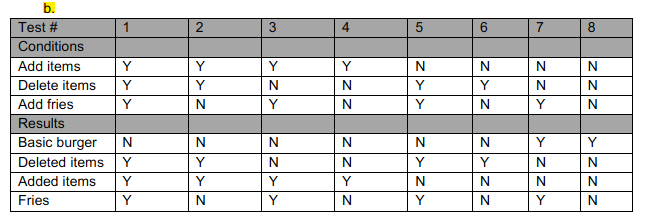 b.
Test # 1 2 3 4 5 6 7 8
Conditions
Add items Y Y Y Y N N N N
Delete items Y Y N N Y Y N N
Add fries Y N Y N Y N Y N
Results
Basic burger N N N N N N Y Y
Deleted items Y Y N N Y Y N N
Added items Y Y Y Y N N N N
Fries Y N Y N Y N Y N